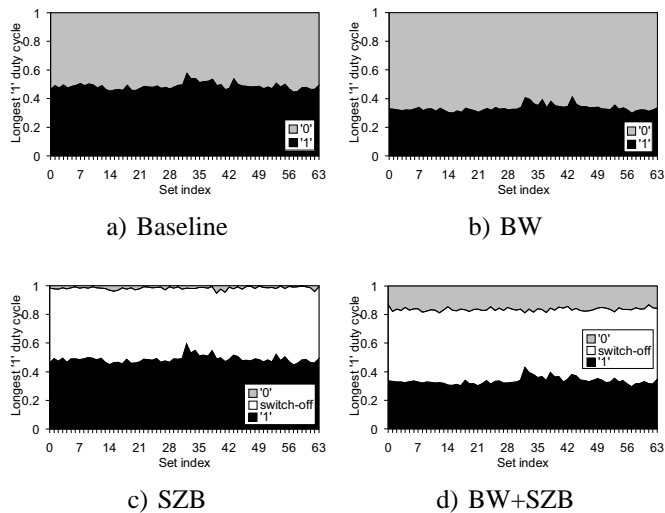 Longest '1' duty cycle
1
0.8
0.6
0.4
0.2
0
'0'
'1'
0 7 14 21 28 35 42 49 56 63
Set index
a) Baseline
Longest '1' duty cycle
1
0.8
0.6
0.4
0.2
0
'0'
'1'
0 7 14 21 28 35 42 49 56 63
Set index
b) BW
Longest '1' duty cycle
1
0.8
0.6
0.4
0.2
0
'0'
switch-off
'1'
0 7 14 21 28 35 42 49 56 63
Set index
c) SZB
Longest '1' duty cycle
1
0.8
0.6
0.4
0.2
0
'0'
switch-off
'1'
0 7 14 21 28 35 42 49 56 63
Set index
d) BW+SZB